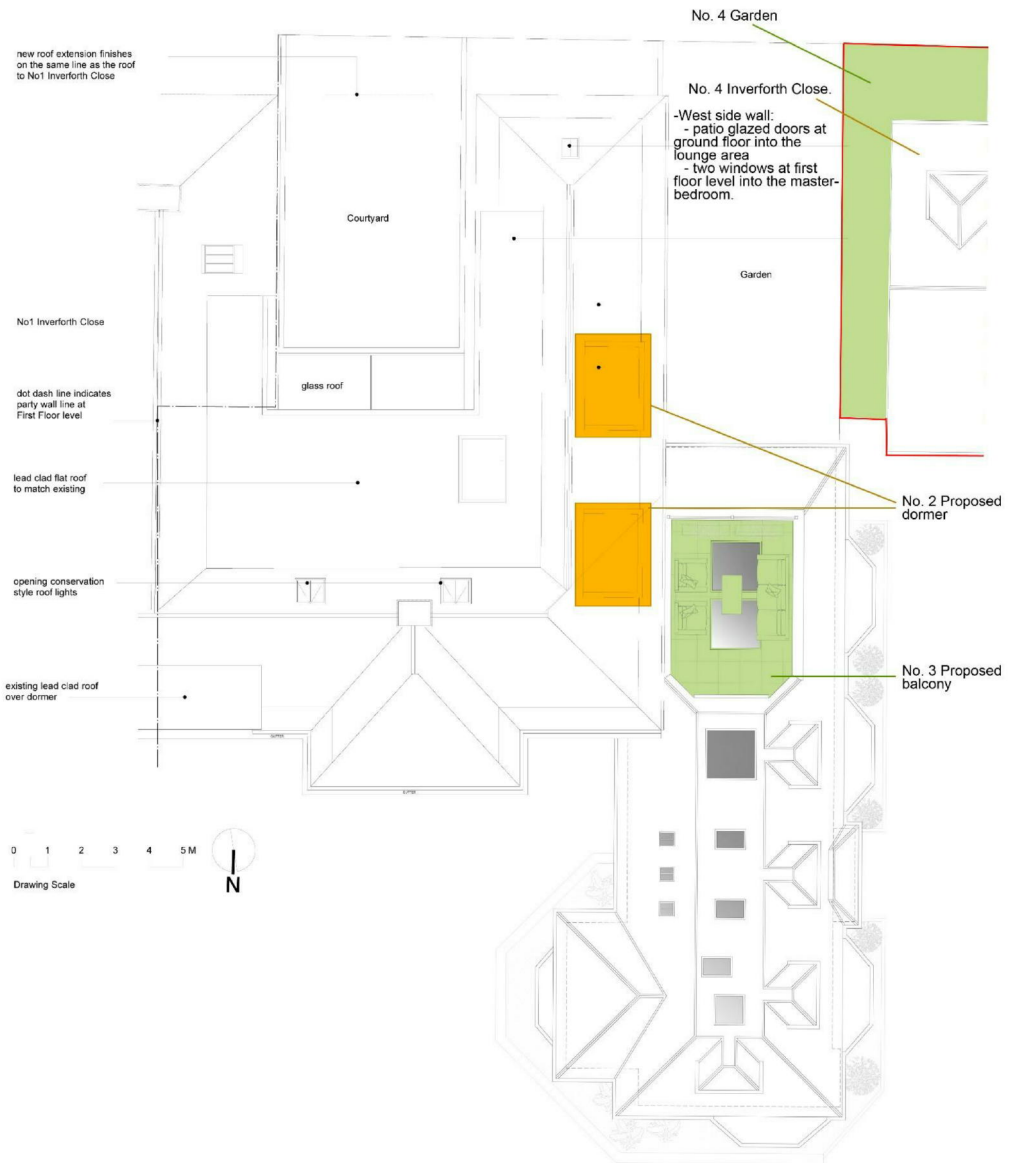 No. 4 Garden
new roof extension finishes
on the same line as the roof
to No1 Inverforth Close
No. 4 Inverforth Close.
-West side wall:
- patio glazed doors at
ground floor into the
lounge area
- two windows at first
floor level into the master-
bedroom.
Courtyard
Garden
No1 Inverforth Close
glass roof
dot dash line indicates
party wall line at
First Floor level
lead clad flat roof
to match existing
No. 2 Proposed
dormer
opening conservation
style roof lights
No. 3 Proposed
balcony
existing lead clad roof
over dormer
GUTTER
GUTTER
0 1 2 3 4 5 M
Drawing Scale
N